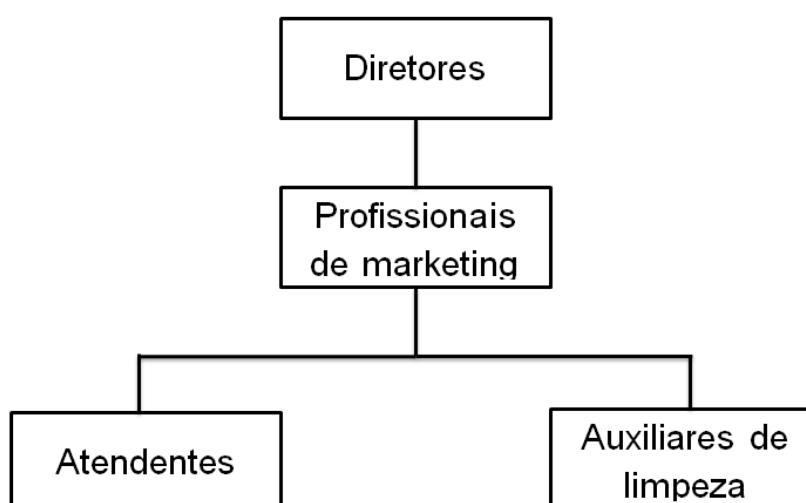 Diretores
Profissionais
de marketing
Atendentes
Auxiliares de
limpeza